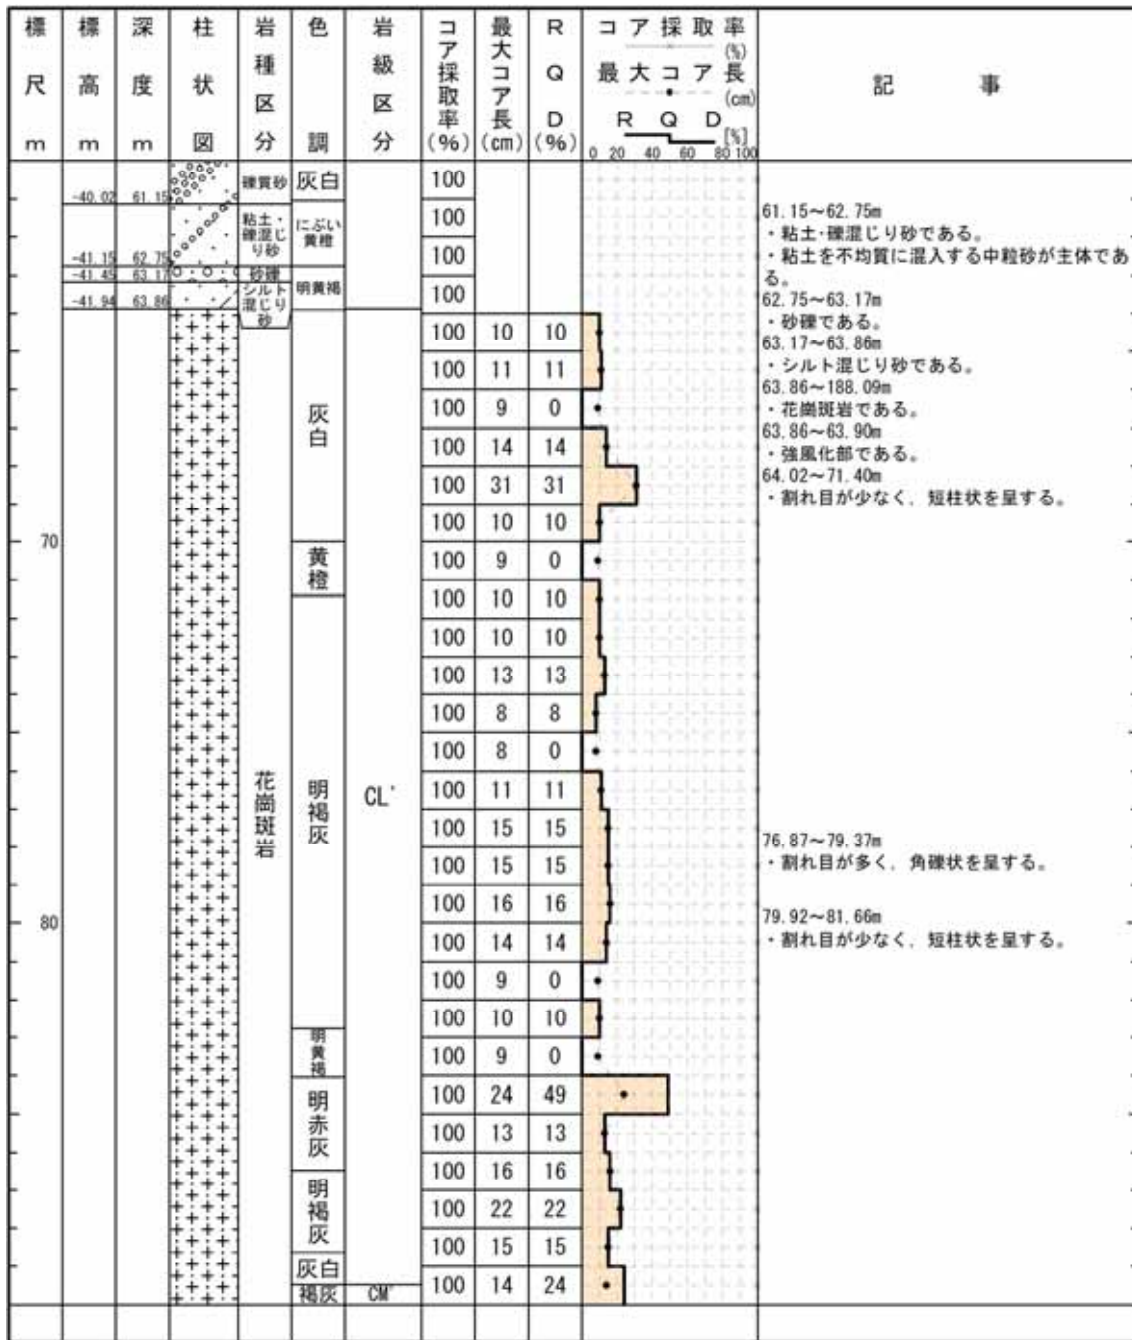 標尺m
標高m
深度m
柱状図
岩種区分
色調
岩級区分
コア採取率(%)
最大コア長(cm)
RQD(%)
コア採取率(%)
最大コア長(cm)
RQD[%]
0 20 40 60 80 100
記事
-40.02 61.15
-41.15 62.75
-41.45 63.17
-41.94 63.86
70
80
礫質砂
粘土・
礫混じ
り砂
砂礫
シルト
混じり
砂
花崗斑岩
灰白
にぶい
黄橙
明黄褐
灰白
黄橙
明褐灰
明黄褐
明赤灰
明褐灰
灰白
褐灰
CL'
CM'
100
100
100
100
100 10 10
100 11 11
100 9 0
100 14 14
100 31 31
100 10 10
100 9 0
100 10 10
100 10 10
100 13 13
100 8 8
100 8 0
100 11 11
100 15 15
100 15 15
100 16 16
100 14 14
100 9 0
100 10 10
100 9 0
100 24 49
100 13 13
100 16 16
100 22 22
100 15 15
100 14 24
61.15～62.75m
・粘土・礫混じり砂である。
・粘土を不均質に混入する中粒砂が主体であ
る。
62.75～63.17m
・砂礫である。
63.17～63.86m
・シルト混じり砂である。
63.86～188.09m
・花崗斑岩である。
63.86～63.90m
・強風化部である。
64.02～71.40m
・割れ目が少なく，短柱状を呈する。
76.87～79.37m
・割れ目が多く，角礫状を呈する。
79.92～81.66m
・割れ目が少なく，短柱状を呈する。